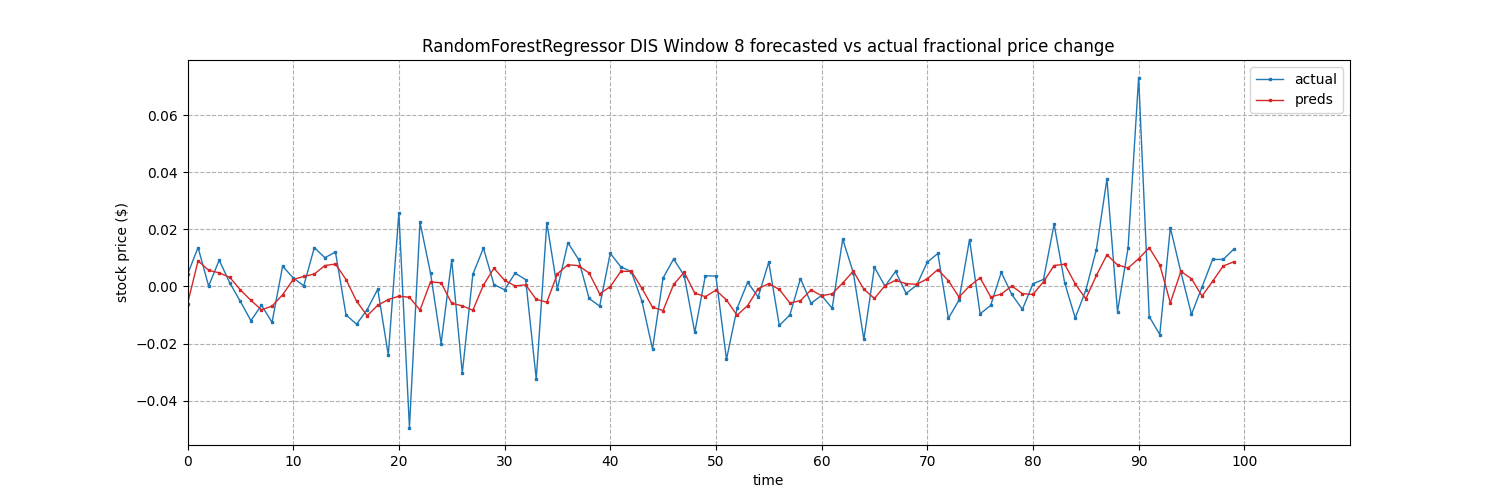 RandomForestRegressor DIS Window 8 forecasted vs actual fractional price change
actual
preds
0.06
0.04
0.02
0.00
−0.02
−0.04
stock price ($)
0 10 20 30 40 50 60 70 80 90 100
time